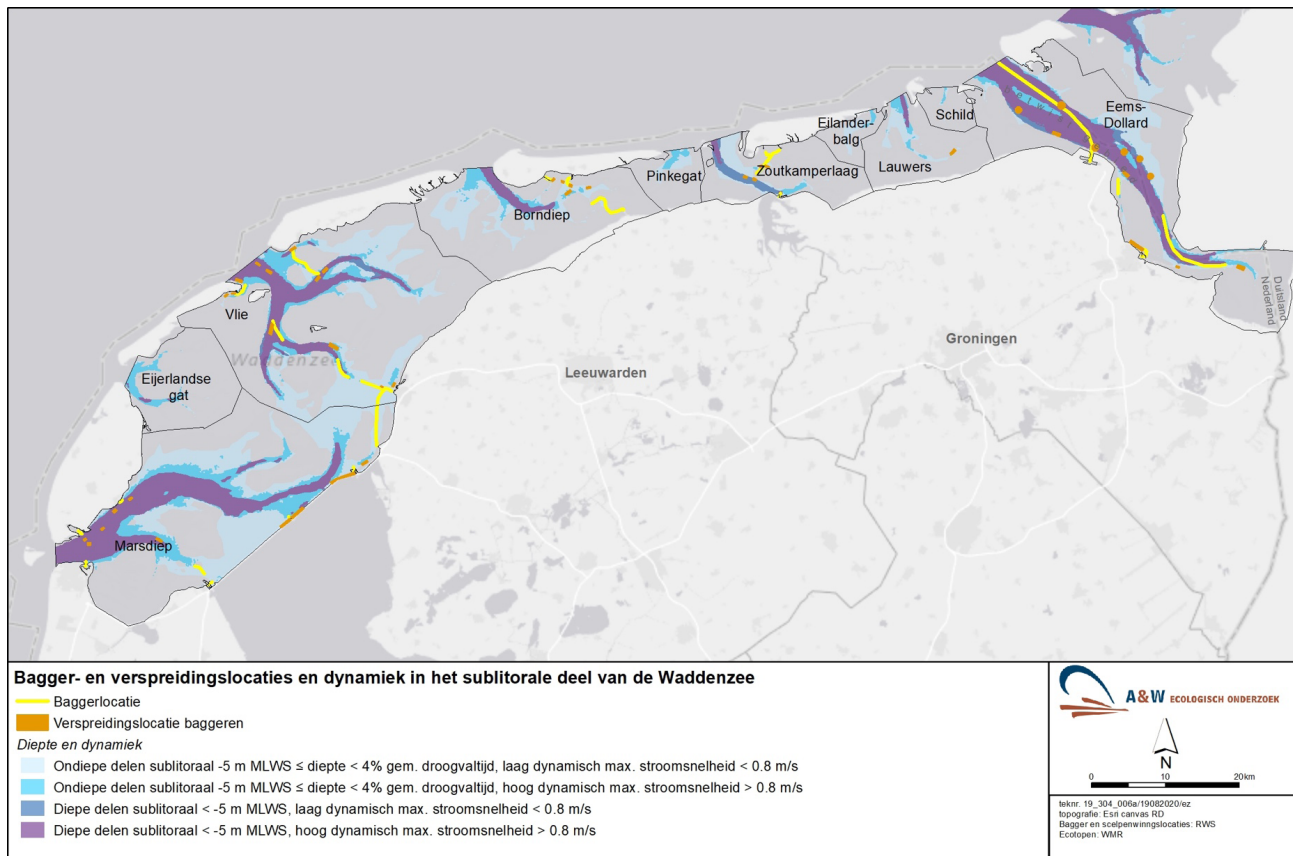 Eems-
Dollard
Schild
Eilander-
balg
Lauwers
Zoutkamperlaag
Pinkegat
Borndiep
Vlie
Waddenzee
Eijerlandse
gat
Marsdiep
Leeuwarden
Groningen
Duitsland
Nederland
Bagger- en verspreidingslocaties en dynamiek in het sublitorale deel van de Waddenzee
Baggerlocatie
Verspreidingslocatie baggeren
Diepte en dynamiek
Ondiepe delen sublitoraal -5 m MLWS ≤ diepte < 4% gem. droogvaltijd, laag dynamisch max. stroomsnelheid < 0.8 m/s
Ondiepe delen sublitoraal -5 m MLWS ≤ diepte < 4% gem. droogvaltijd, hoog dynamisch max. stroomsnelheid > 0.8 m/s
Diepe delen sublitoraal < -5 m MLWS, laag dynamisch max. stroomsnelheid < 0.8 m/s
Diepe delen sublitoraal < -5 m MLWS, hoog dynamisch max. stroomsnelheid > 0.8 m/s
A&W ECOLOGISCH ONDERZOEK
N
0 10 20km
teknr. 19_304_006a/19082020/ez
topografie: Esri canvas RD
Bagger en scelpenwinningslocaties: RWS
Ecotopen: WMR